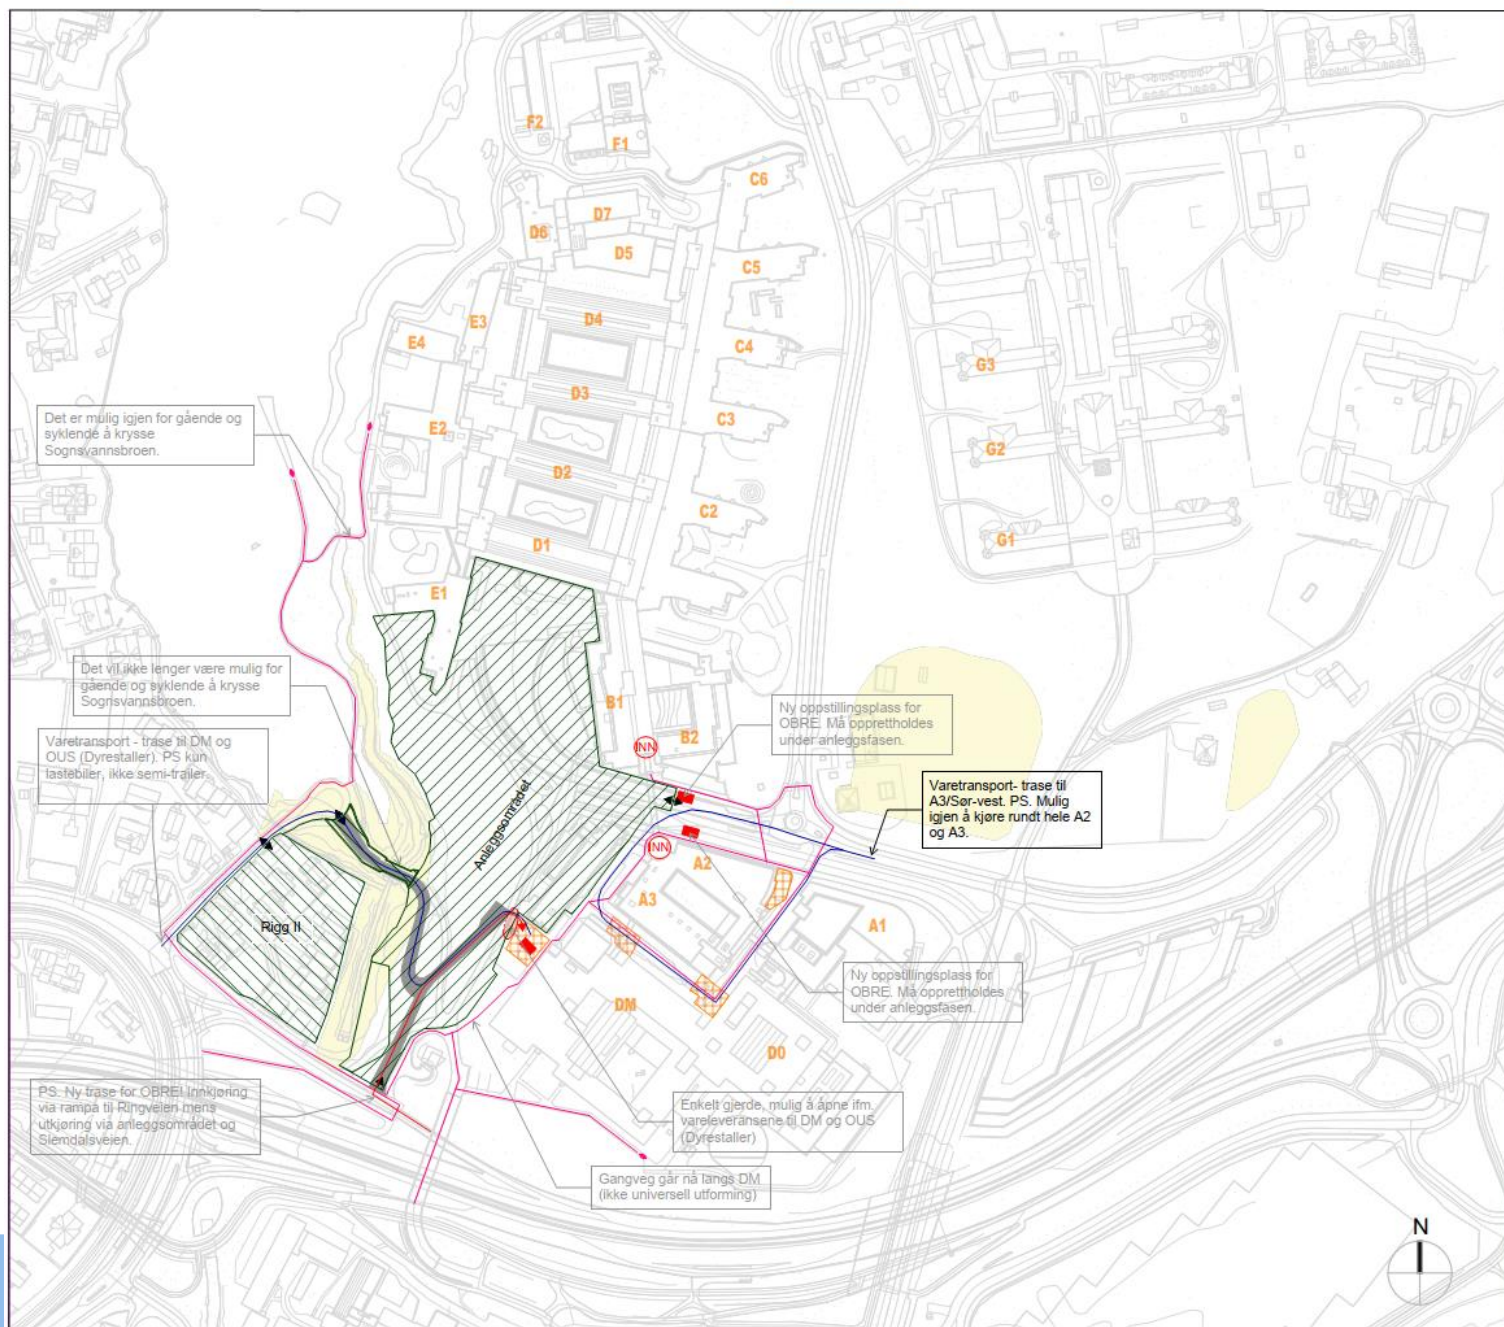 F2
F1
C6
D7
D6
D5
C5
D4
E3
E4
C4
G3
D3
Det er mulig igjen for gående og
syklende å krysse
Sognsvannsbroen.
E2
C3
G2
D2
C2
D1
G1
E1
Det vil ikke lenger være mulig for
gående og syklende å krysse
Sognsvannsbroen.
B1
B2
INN
Ny oppstillingsplass for
OBRE. Må opprettholdes
under anleggsfasen.
Varetransport - trase til DM og
OUS (Dyrestaller). PS kun
lastebiler, ikke semi-trailer.
Anleggsområdet
Varetransport- trase til
A3/Sør-vest. PS. Mulig
igjen å kjøre rundt hele A2
og A3.
INN
A2
A3
A1
Rigg II
Ny oppstillingsplass for
OBRE. Må opprettholdes
under anleggsfasen.
DM
D0
PS. Ny trase for OBRE! Innkjøring
via rampa til Ringveien mens
utkjøring via anleggsområdet og
Slemdalsveien.
Enkelt gjerde, mulig å åpne ifm.
vareleveransene til DM og OUS
(Dyrestaller)
Gangveg går nå langs DM
(ikke universell utforming)
N